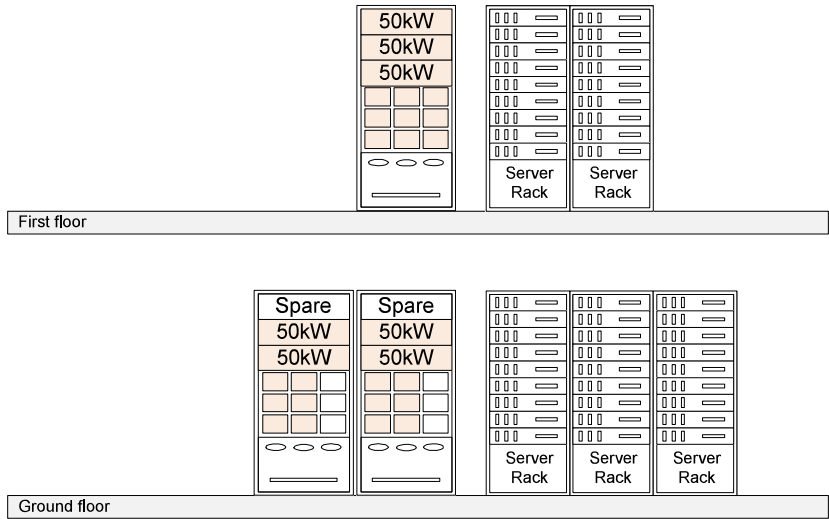 50kW
50kW
50kW
Server
Rack
Server
Rack
First floor
Spare
50kW
50kW
Spare
50kW
50kW
Server
Rack
Server
Rack
Server
Rack
Ground floor